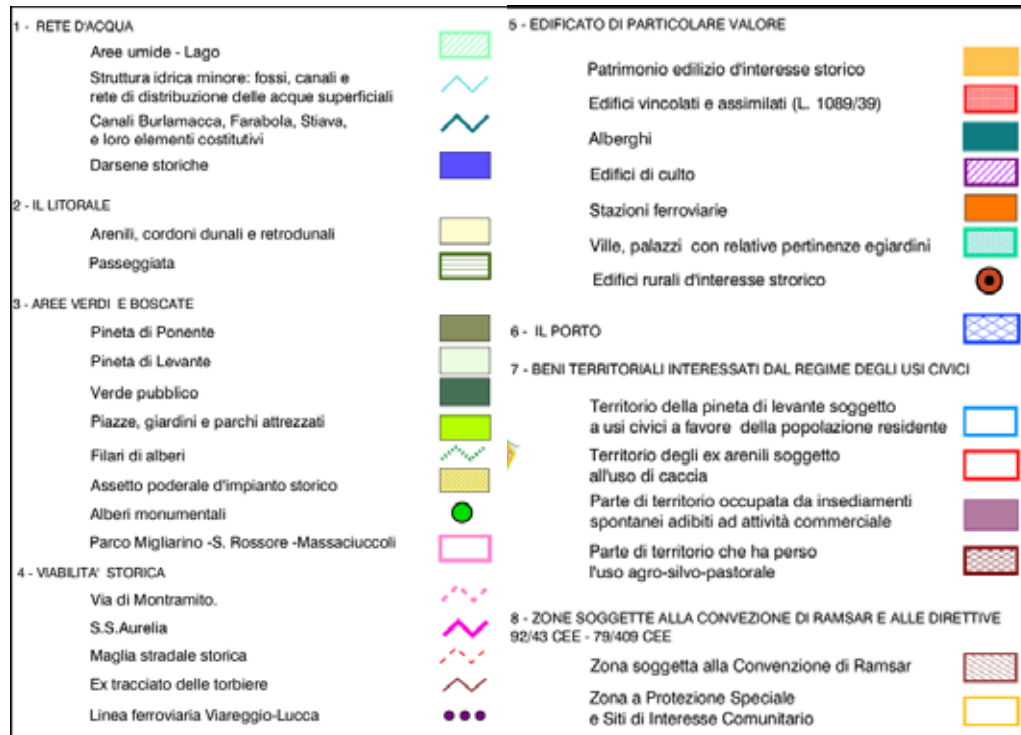 1 - RETE D'ACQUA
Aree umide - Lago
Struttura idrica minore: fossi, canali e
rete di distribuzione delle acque superficiali
Canali Burlamacca, Farabola, Stiava,
e loro elementi costitutivi
Darsene storiche
2 - IL LITORALE
Arenili, cordoni dunali e retrodunali
Passeggiata
3 - AREE VERDI E BOSCATE
Pineta di Ponente
Pineta di Levante
Verde pubblico
Piazze, giardini e parchi attrezzati
Filari di alberi
Assetto poderale d'impianto storico
Alberi monumentali
Parco Migliarino -S. Rossore -Massaciuccoli
4 - VIABILITA' STORICA
Via di Montramito.
S.S.Aurelia
Maglia stradale storica
Ex tracciato delle torbiere
Linea ferroviaria Viareggio-Lucca
5 - EDIFICATO DI PARTICOLARE VALORE
Patrimonio edilizio d'interesse storico
Edifici vincolati e assimilati (L. 1089/39)
Alberghi
Edifici di culto
Stazioni ferroviarie
Ville, palazzi con relative pertinenze egiardini
Edifici rurali d'interesse strorico
6 - IL PORTO
7 - BENI TERRITORIALI INTERESSATI DAL REGIME DEGLI USI CIVICI
Territorio della pineta di levante soggetto
a usi civici a favore della popolazione residente
Territorio degli ex arenili soggetto
all'uso di caccia
Parte di territorio occupata da insediamenti
spontanei adibiti ad attività commerciale
Parte di territorio che ha perso
l'uso agro-silvo-pastorale
8 - ZONE SOGGETTE ALLA CONVEZIONE DI RAMSAR E ALLE DIRETTIVE
92/43 CEE - 79/409 CEE
Zona soggetta alla Convenzione di Ramsar
Zona a Protezione Speciale
e Siti di Interesse Comunitario